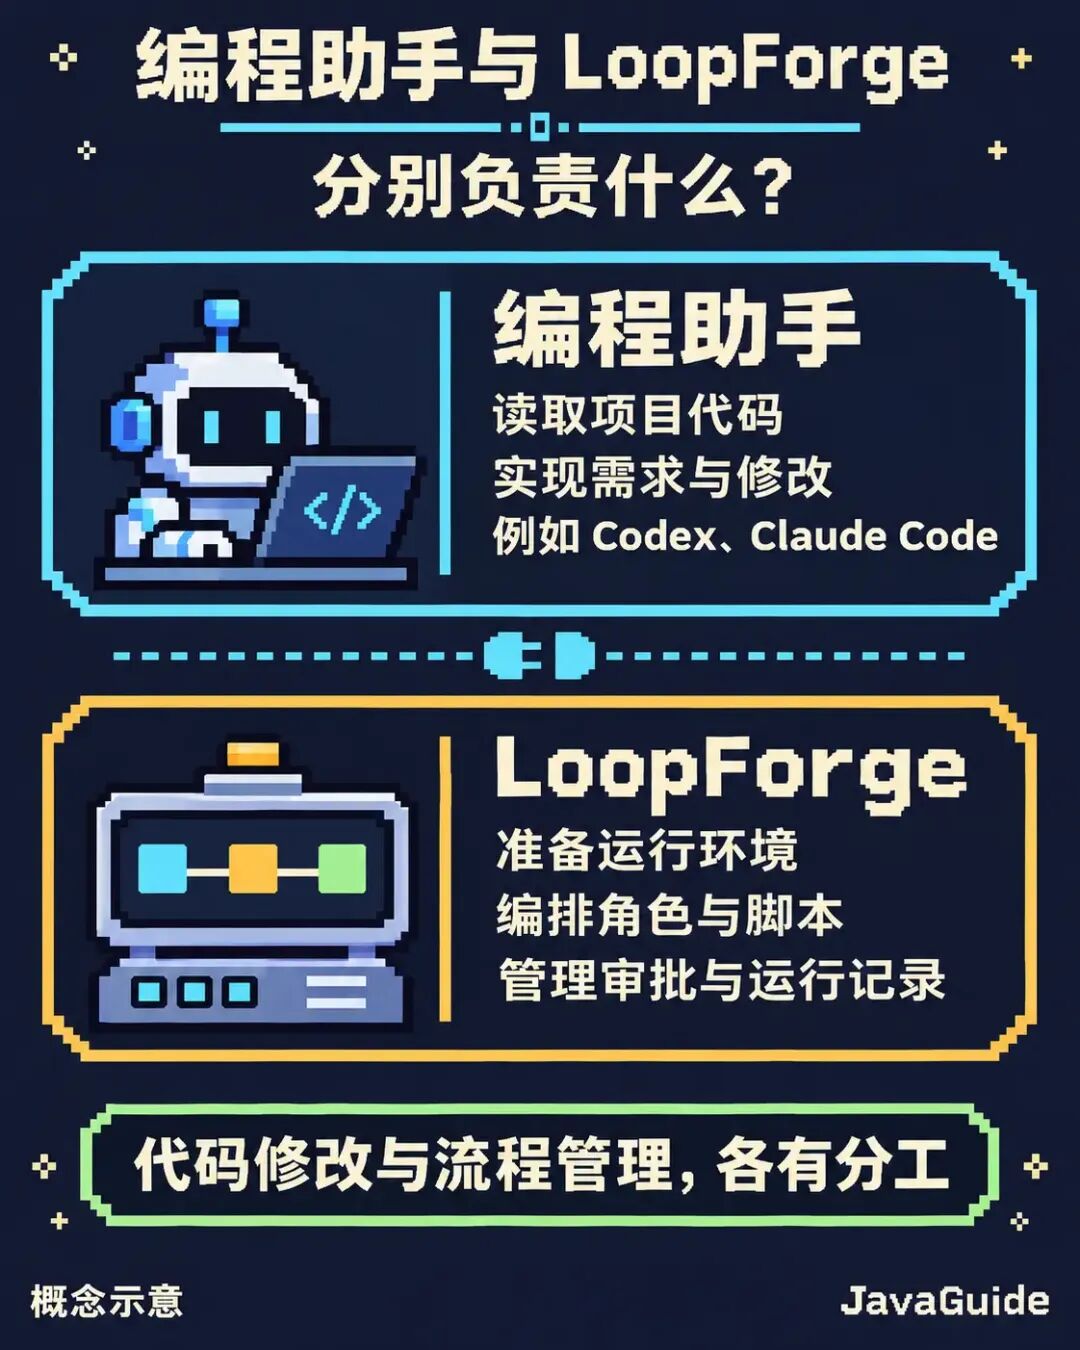 编程助手与 LoopForge
分别负责什么？
编程助手
读取项目代码
实现需求与修改
例如 Codex、Claude Code
</>
LoopForge
准备运行环境
编排角色与脚本
管理审批与运行记录
代码修改与流程管理，各有分工
概念示意
JavaGuide